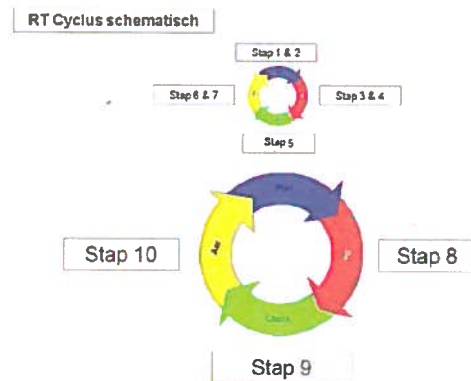 RT Cyclus schematisch
Stap 1 & 2
Stap 6 & 7
Stap 3 & 4
Stap 5
Plan
Act
Stap 10
Stap 8
Check
Stap 9